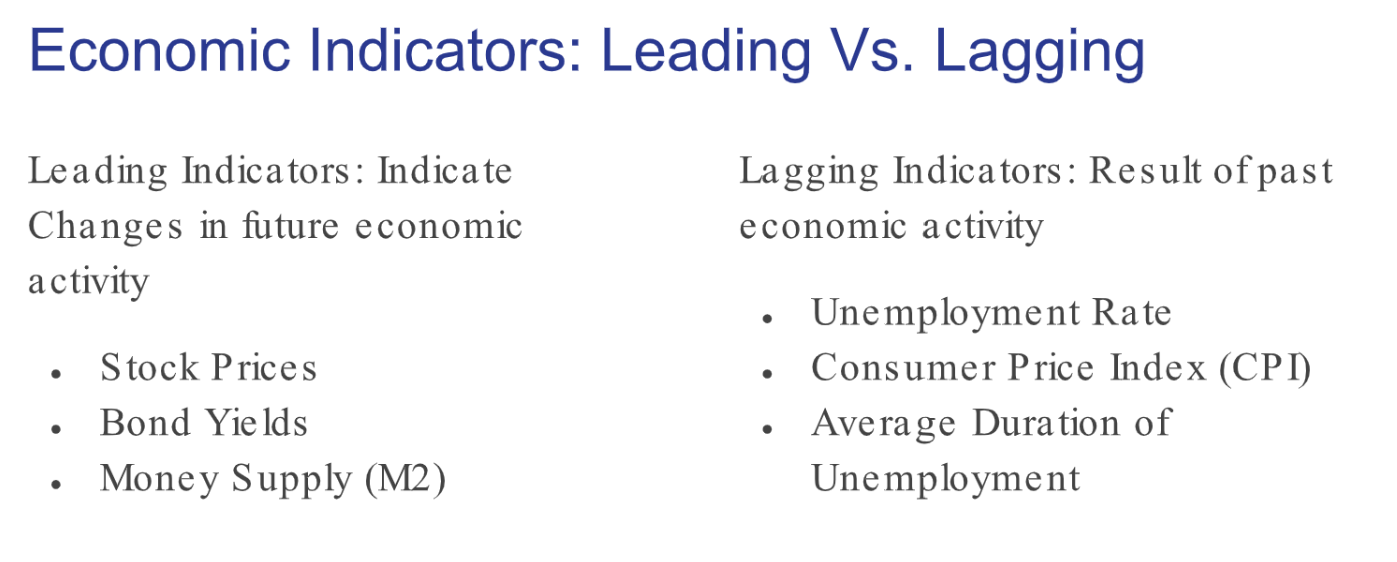 Economic Indicators: Leading Vs. Lagging
Leading Indicators: Indicate
Changes in future economic
activity
• Stock Prices
• Bond Yields
• Money Supply (M2)
Lagging Indicators: Result of past
economic activity
• Unemployment Rate
• Consumer Price Index (CPI)
• Average Duration of
Unemployment